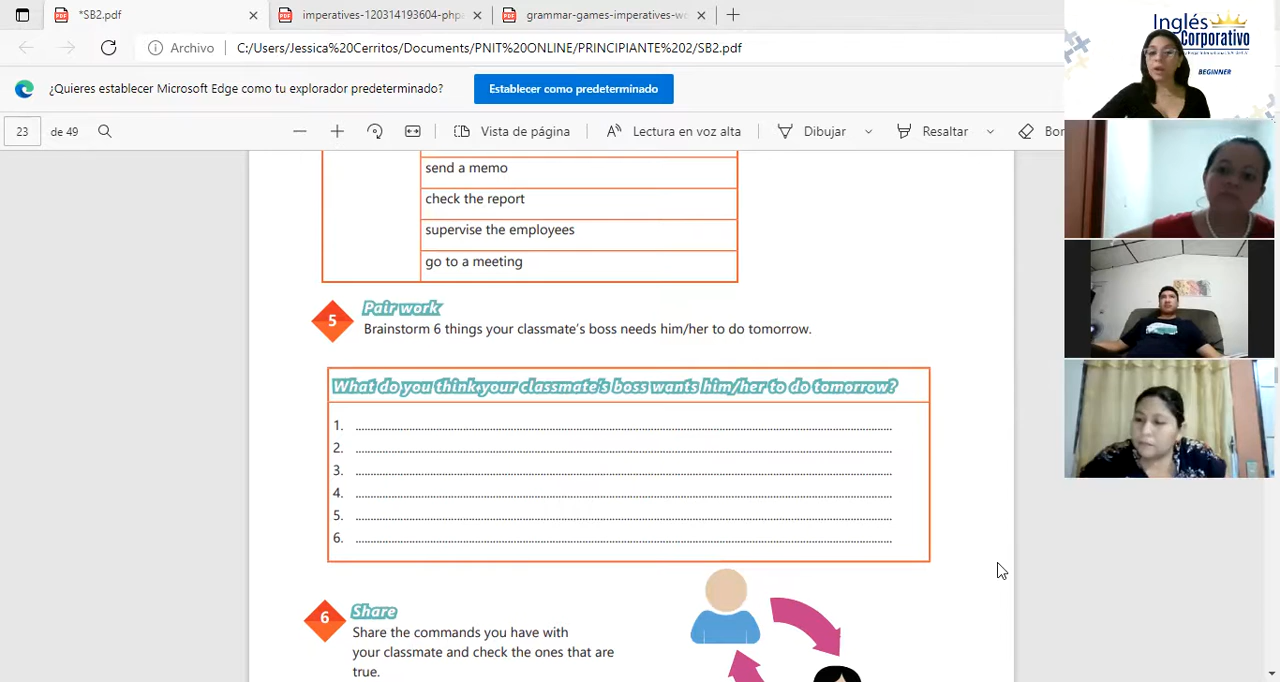 *SB2.pdf
imperatives-120314193604-php
grammar-games-imperatives-wo
Archivo
C:/Users/Jessica%20Cerritos/Documents/PNIT%20ONLINE/PRINCIPIANTE%202/SB2.pdf
¿Quieres establecer Microsoft Edge como tu explorador predeterminado?
Establecer como predeterminado
23
de 49
Vista de página
Lectura en voz alta
Dibujar
Resaltar
Bor
send a memo
check the report
supervise the employees
go to a meeting
5
Pair work
Brainstorm 6 things your classmate's boss needs him/her to do tomorrow.
What do you think your classmate's boss wants him/her to do tomorrow?
1.
2.
3.
4.
5.
6.
6
Share
Share the commands you have with
your classmate and check the ones that are
true.
Inglés
Corporativo
BEGINNER